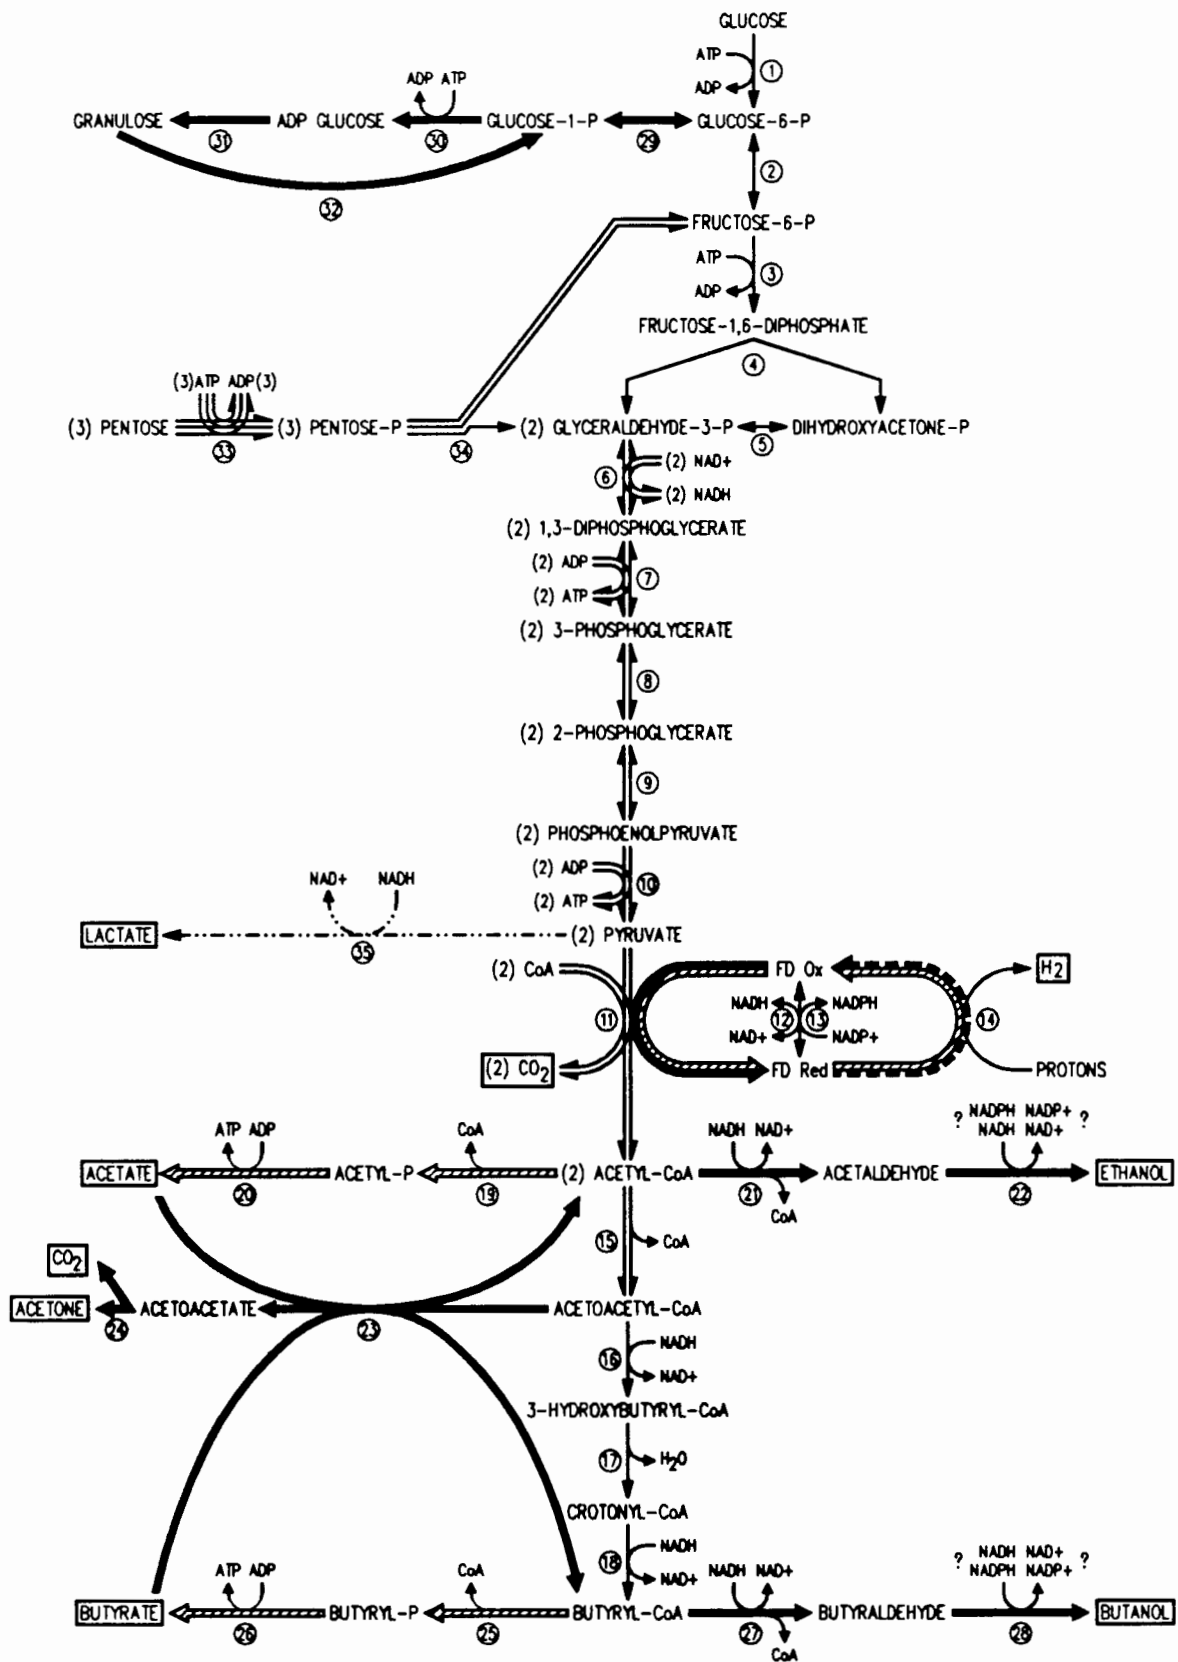 GLUCOSE
ATP
1
ADP
ADP ATP
GRANULOSE
ADP GLUCOSE
GLUCOSE-1-P
GLUCOSE-6-P
31
30
29
2
32
FRUCTOSE-6-P
ATP
3
ADP
FRUCTOSE-1,6-DIPHOSPHATE
4
(3)ATP ADP(3)
(3) PENTOSE
(3) PENTOSE-P
(2) GLYCERALDEHYDE-3-P
DIHYDROXYACETONE-P
33
34
5
(2) NAD+
6
(2) NADH
(2) 1,3-DIPHOSPHOGLYCERATE
(2) ADP
7
(2) ATP
(2) 3-PHOSPHOGLYCERATE
8
(2) 2-PHOSPHOGLYCERATE
9
(2) PHOSPHOENOLPYRUVATE
(2) ADP
10
(2) ATP
NAD+ NADH
LACTATE
(2) PYRUVATE
35
(2) CoA
FD Ox
H2
NADH
NADPH
11
12
13
14
NAD+
NADP+
(2) CO2
FD Red
PROTONS
ATP ADP
CoA
NADH NAD+
? NADPH NADP+ ?
NADH NAD+
ACETATE
ACETYL-P
(2) ACETYL-CoA
ACETALDEHYDE
ETHANOL
20
19
21
22
CoA
15
CoA
CO2
ACETONE
ACETOACETATE
ACETOACETYL-CoA
24
23
NADH
16
NAD+
3-HYDROXYBUTYRYL-CoA
17
H2O
CROTONYL-CoA
NADH
18
NAD+
ATP ADP
CoA
NADH NAD+
? NADH NAD+ ?
NADPH NADP+
BUTYRATE
BUTYRYL-P
BUTYRYL-CoA
BUTYRALDEHYDE
BUTANOL
26
25
27
28
CoA